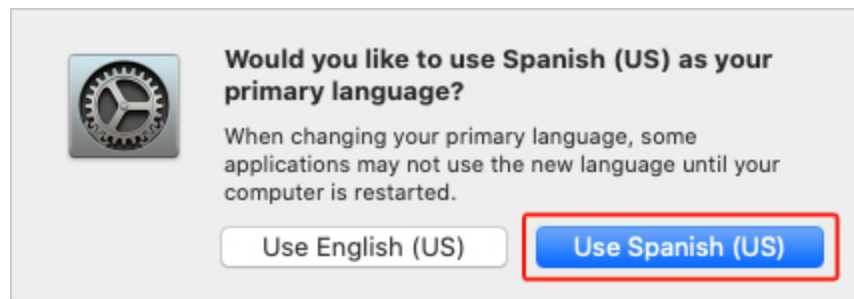 Would you like to use Spanish (US) as your
primary language?
When changing your primary language, some
applications may not use the new language until your
computer is restarted.
Use English (US)
Use Spanish (US)